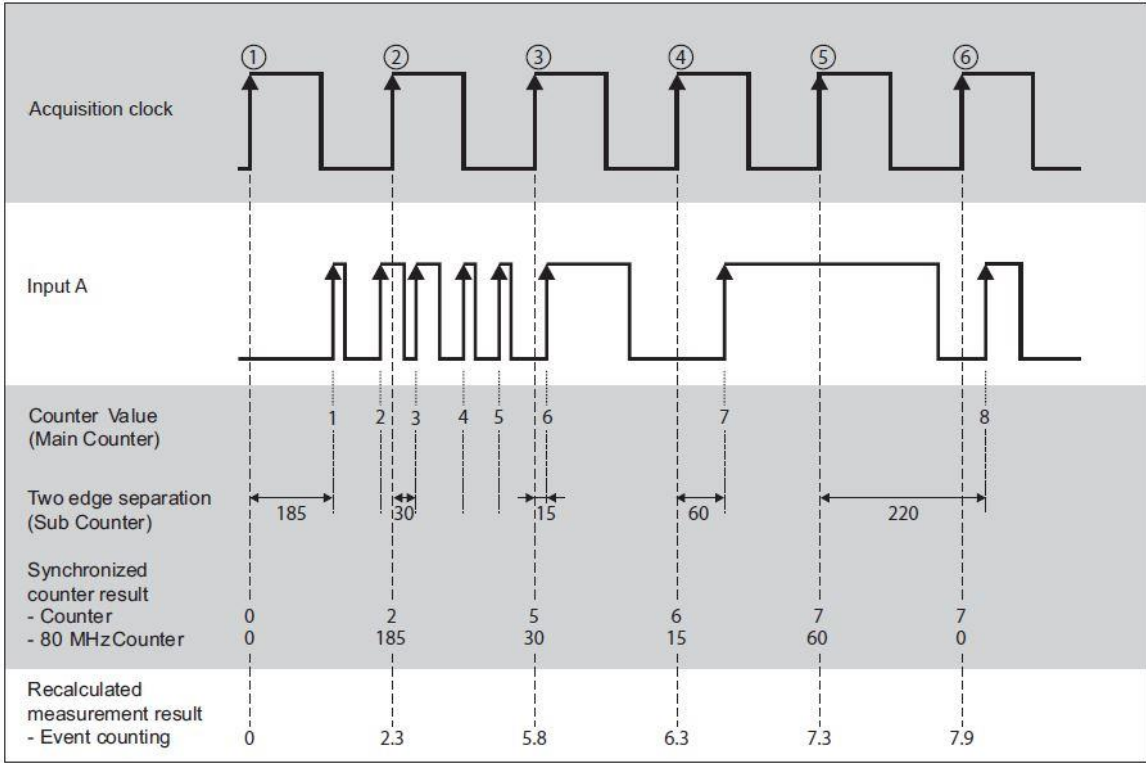 ① ② ③ ④ ⑤ ⑥
Acquisition clock
Input A
Counter Value
(Main Counter)
1 2 3 4 5 6 7 8
Two edge separation
(Sub Counter)
185 30 15 60 220
Synchronized
counter result
- Counter 0 2 5 6 7 7
- 80 MHzCounter 0 185 30 15 60 0
Recalculated
measurement result
- Event counting 0 2.3 5.8 6.3 7.3 7.9